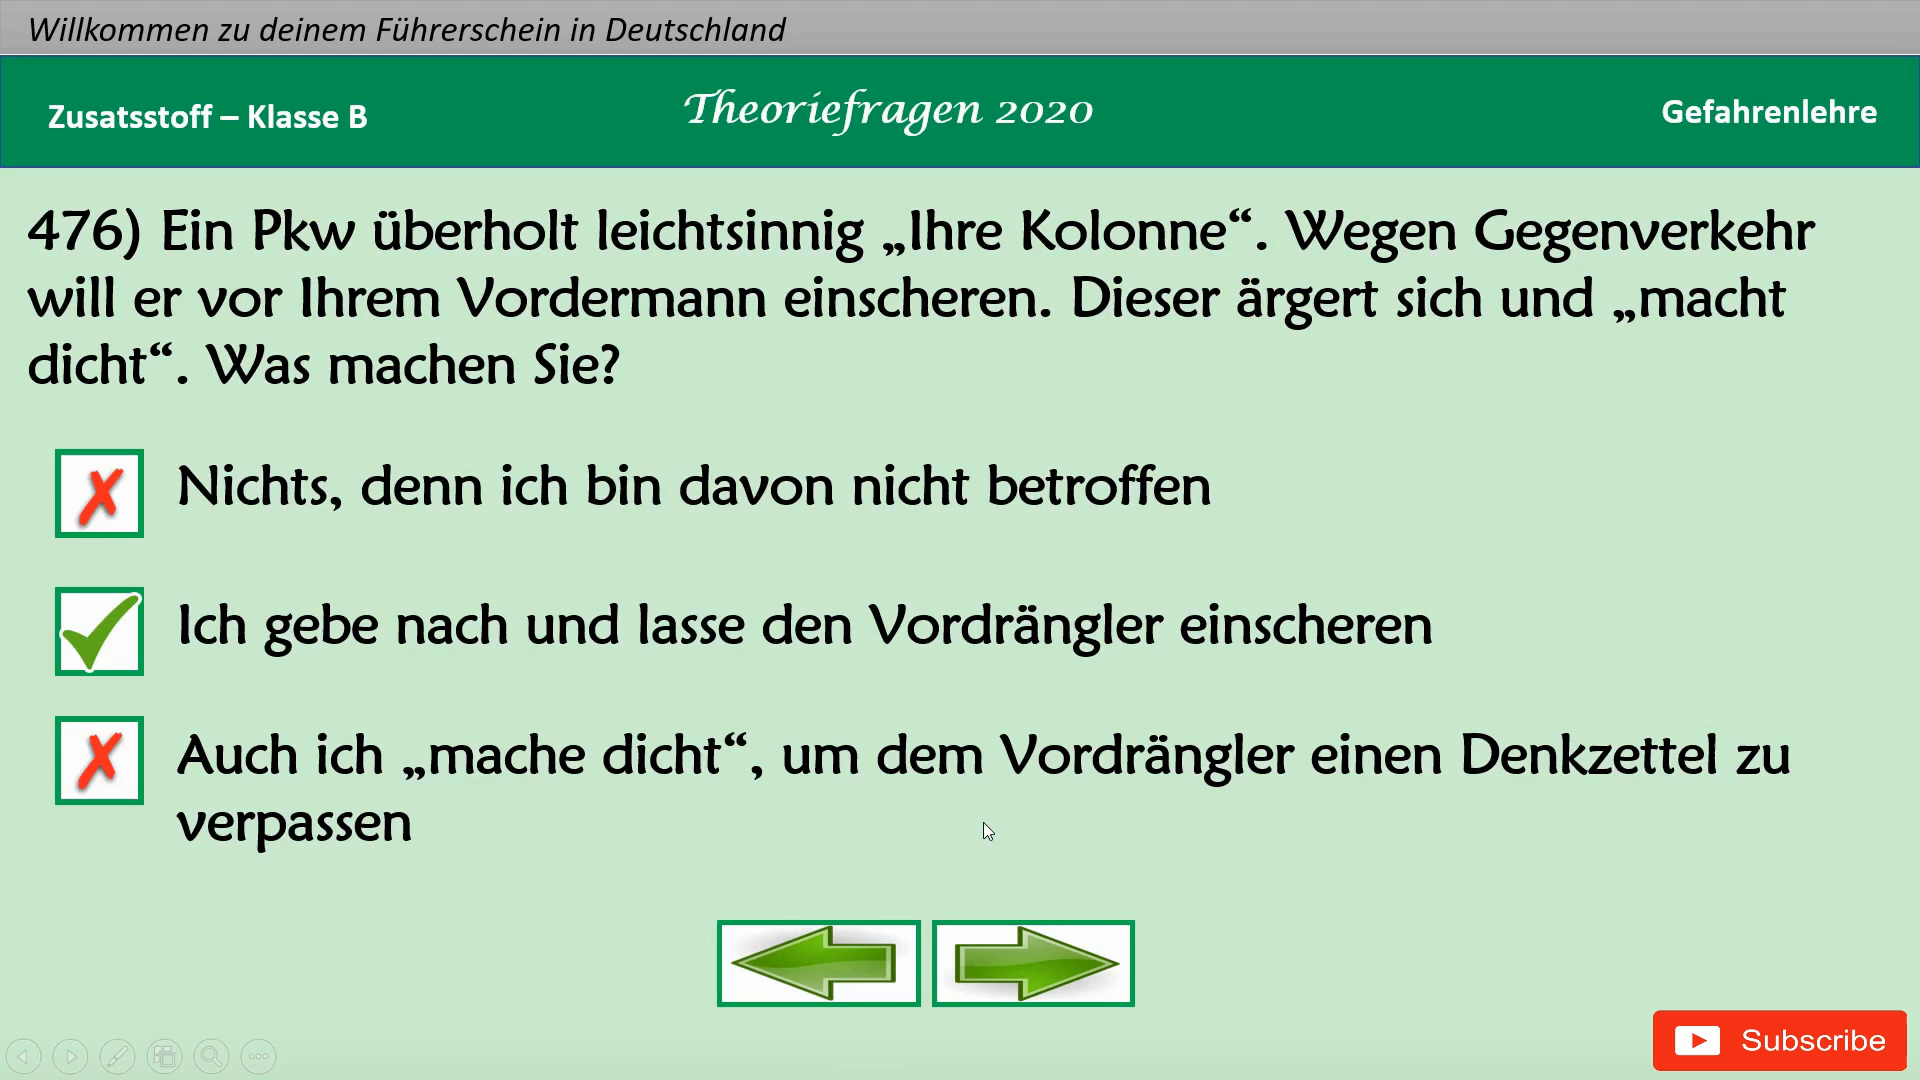 Willkommen zu deinem Führerschein in Deutschland
Zusatsstoff – Klasse B
Theoriefragen 2020
Gefahrenlehre
476) Ein Pkw überholt leichtsinnig „Ihre Kolonne“. Wegen Gegenverkehr
will er vor Ihrem Vordermann einscheren. Dieser ärgert sich und „macht
dicht“. Was machen Sie?
Nichts, denn ich bin davon nicht betroffen
Ich gebe nach und lasse den Vordrängler einscheren
Auch ich „mache dicht“, um dem Vordrängler einen Denkzettel zu
verpassen
Subscribe